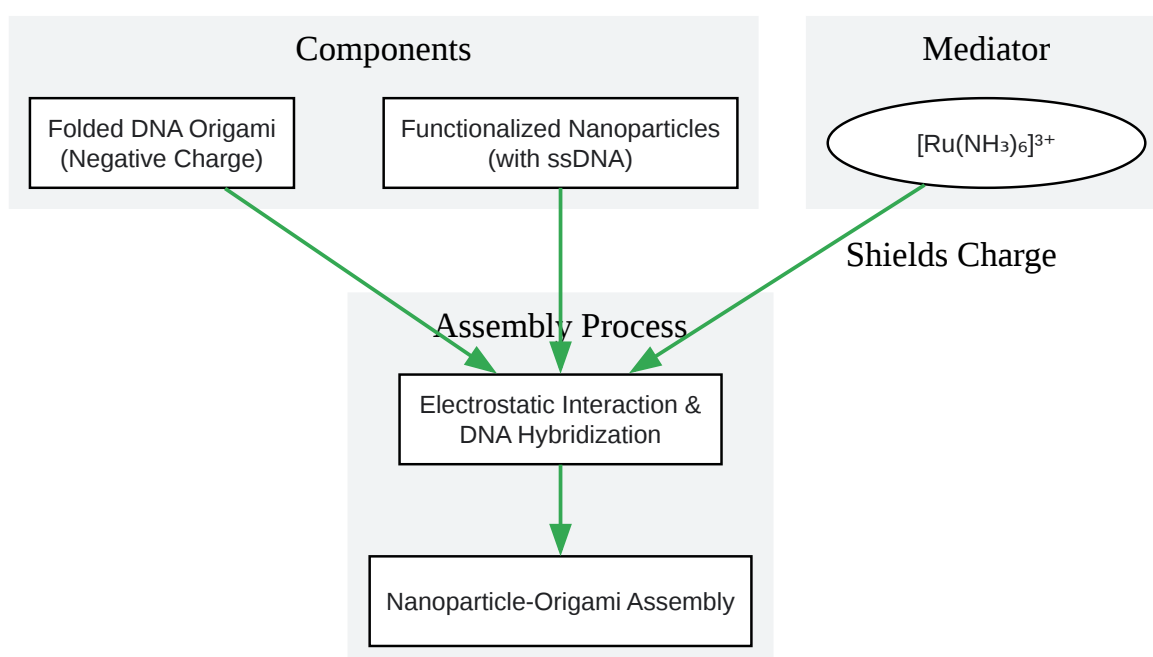 Components
Mediator
Folded DNA Origami
(Negative Charge)
Functionalized Nanoparticles
(with ssDNA)
[Ru(NH₃)₆]³⁺
Shields Charge
Assembly Process
Electrostatic Interaction &
DNA Hybridization
Nanoparticle-Origami Assembly